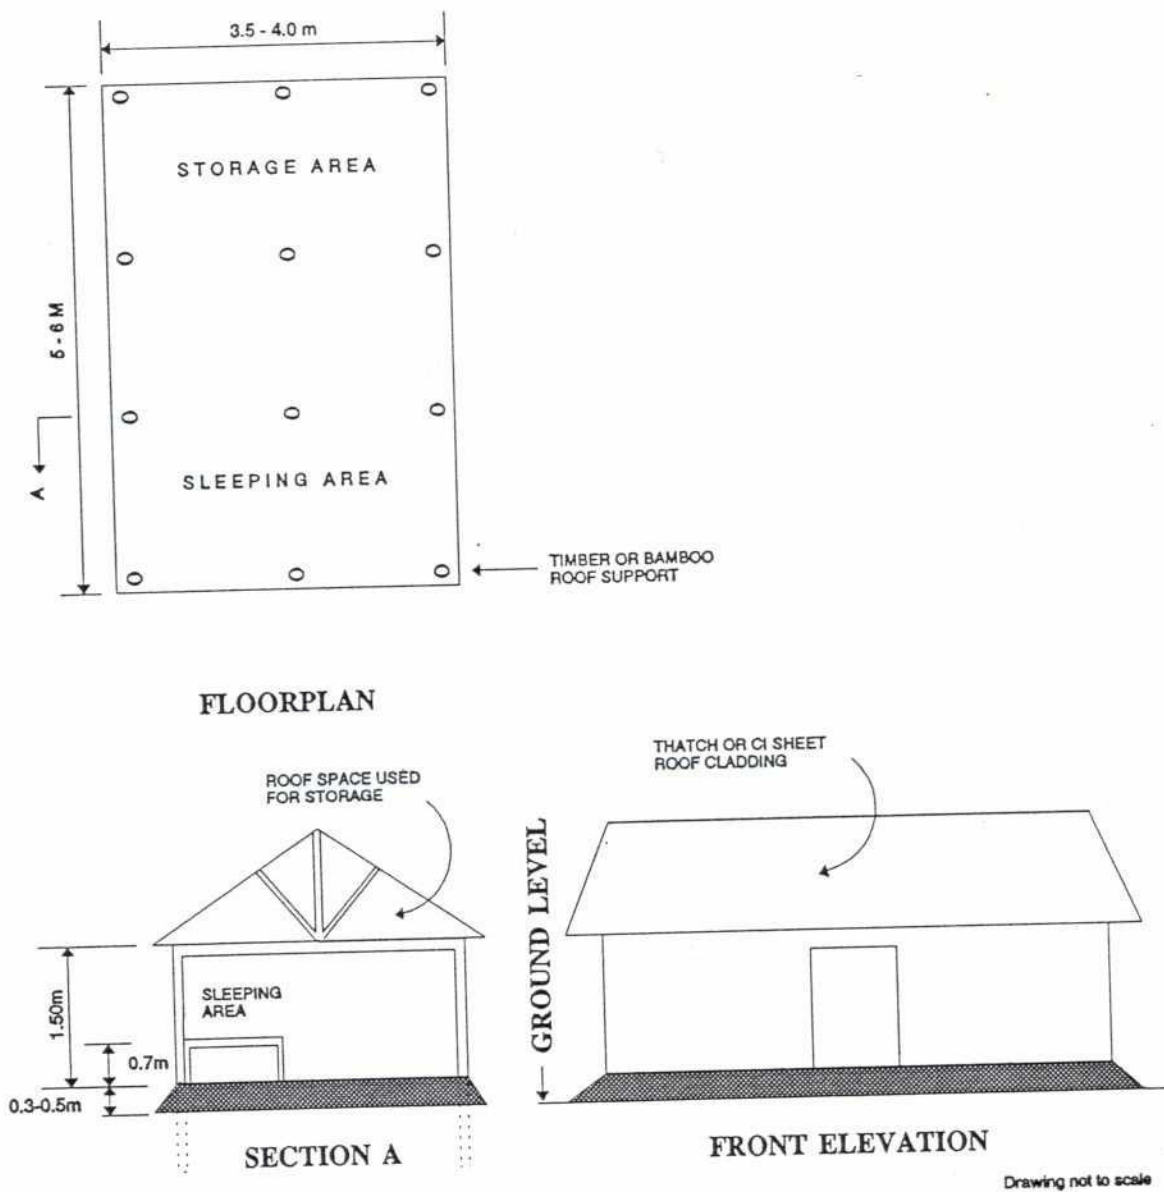 3.5 - 4.0 m
STORAGE AREA
5 - 6 M
A
SLEEPING AREA
TIMBER OR BAMBOO
ROOF SUPPORT
FLOORPLAN
ROOF SPACE USED
FOR STORAGE
THATCH OR CI SHEET
ROOF CLADDING
GROUND LEVEL
SLEEPING
AREA
1.50m
0.7m
0.3-0.5m
SECTION A
FRONT ELEVATION
Drawing not to scale